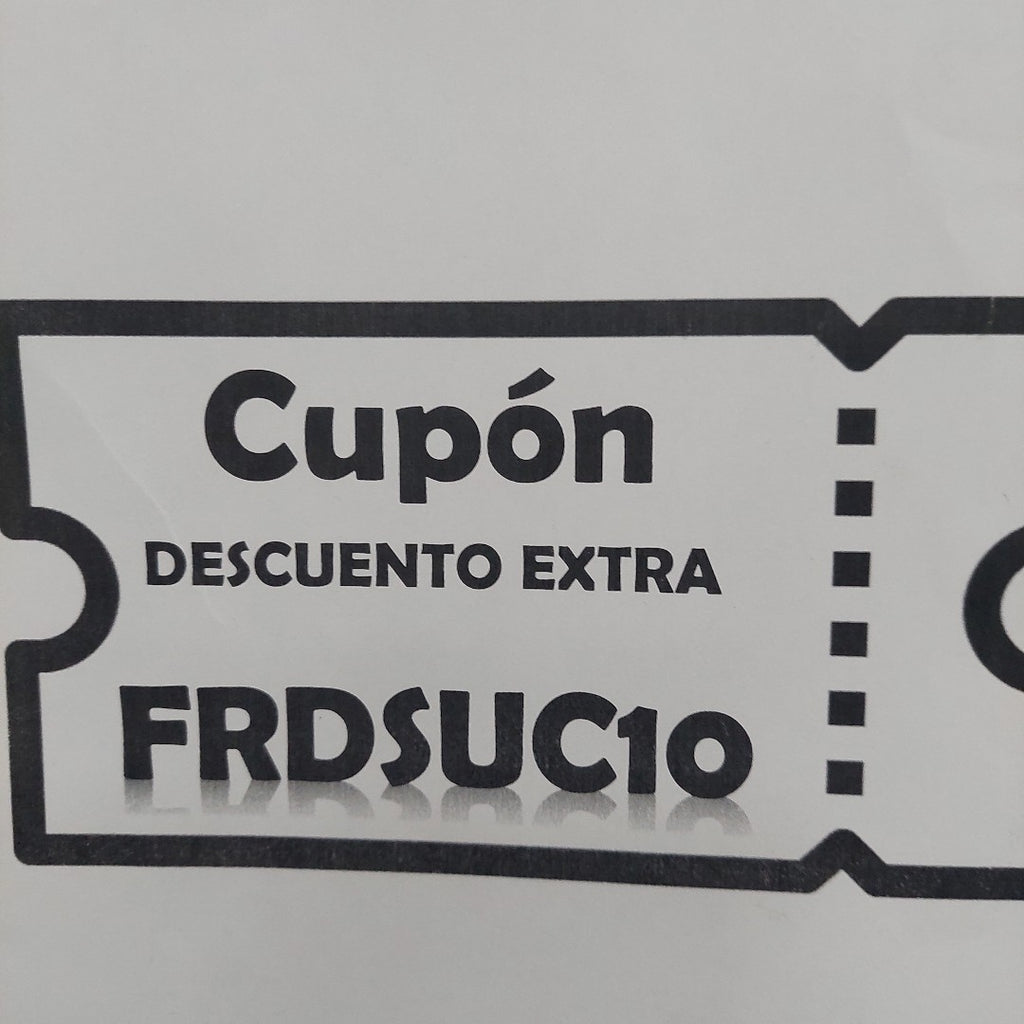 Cupón
DESCUENTO EXTRA
FRDSUC10